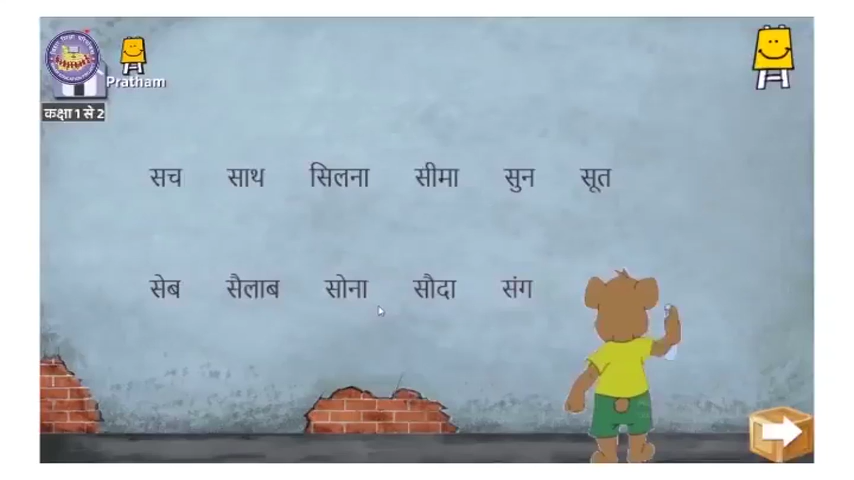 Pratham
कक्षा 1 से 2
सच साथ सिलना सीमा सुन सूत
सेब सैलाब सोना सौदा संग